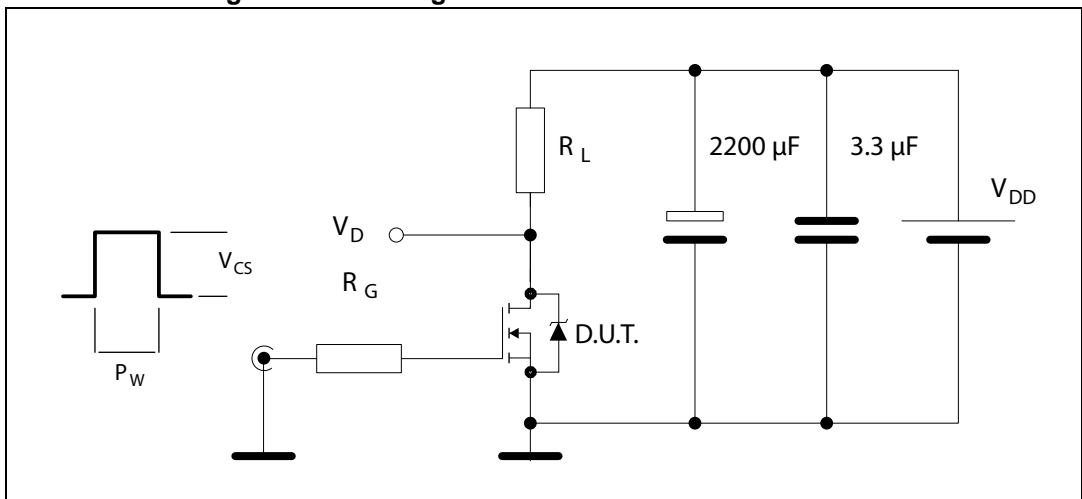 R L
2200 µF
3.3 µF
V DD
V D
V CS
R G
D.U.T.
P W